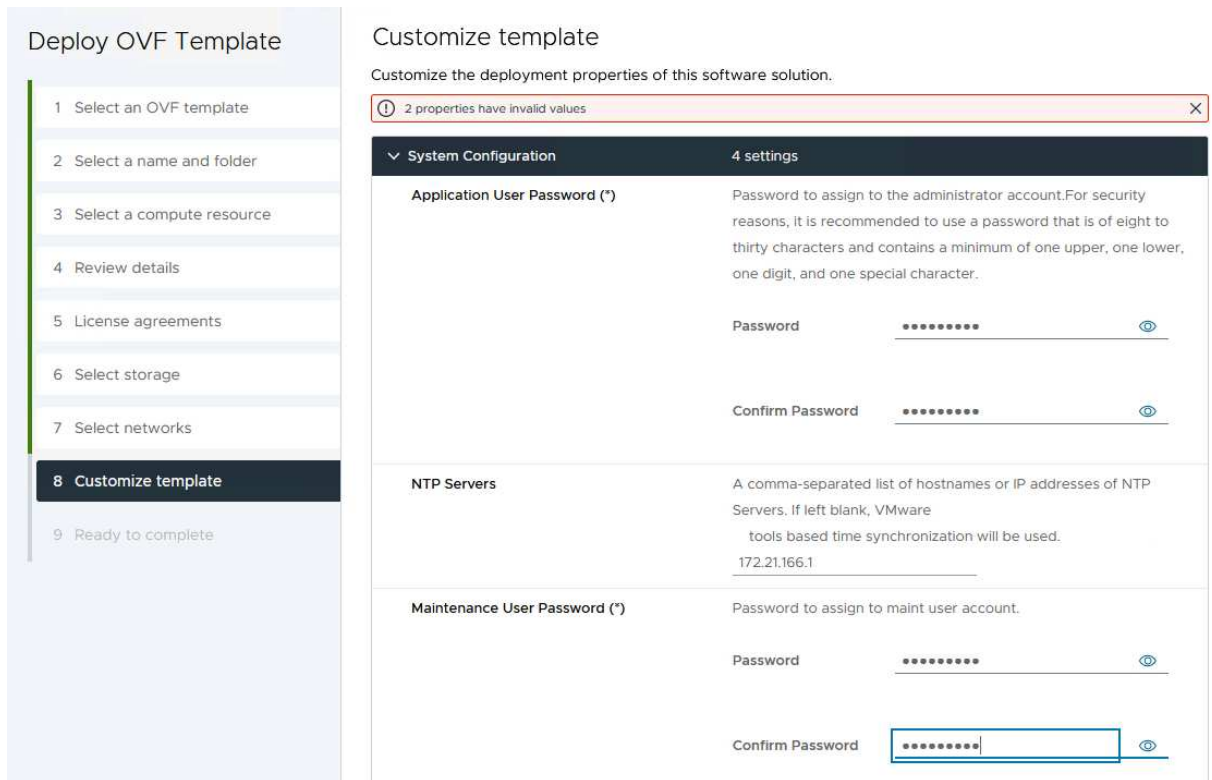 Deploy OVF Template
1 Select an OVF template
2 Select a name and folder
3 Select a compute resource
4 Review details
5 License agreements
6 Select storage
7 Select networks
8 Customize template
9 Ready to complete
Customize template
Customize the deployment properties of this software solution.
2 properties have invalid values
System Configuration 4 settings
Application User Password (*) Password to assign to the administrator account.For security
reasons, it is recommended to use a password that is of eight to
thirty characters and contains a minimum of one upper, one lower,
one digit, and one special character.
Password •••••••••
Confirm Password •••••••••
NTP Servers A comma-separated list of hostnames or IP addresses of NTP
Servers. If left blank, VMware
tools based time synchronization will be used.
172.21.166.1
Maintenance User Password (*) Password to assign to maint user account.
Password •••••••••
Confirm Password •••••••••